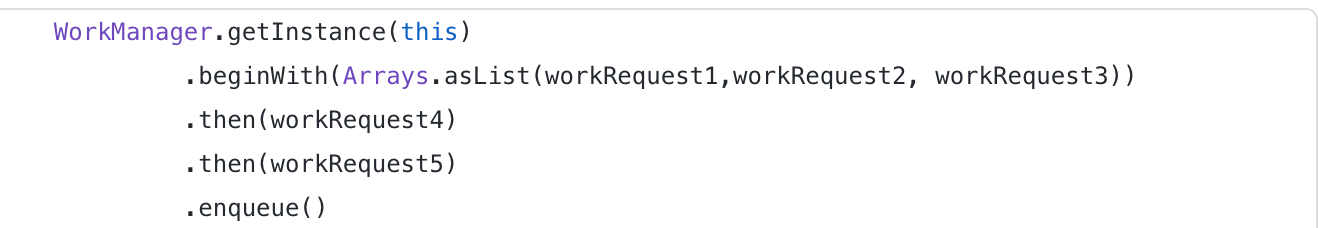 WorkManager.getInstance(this)
.beginWith(Arrays.asList(workRequest1,workRequest2, workRequest3))
.then(workRequest4)
.then(workRequest5)
.enqueue()